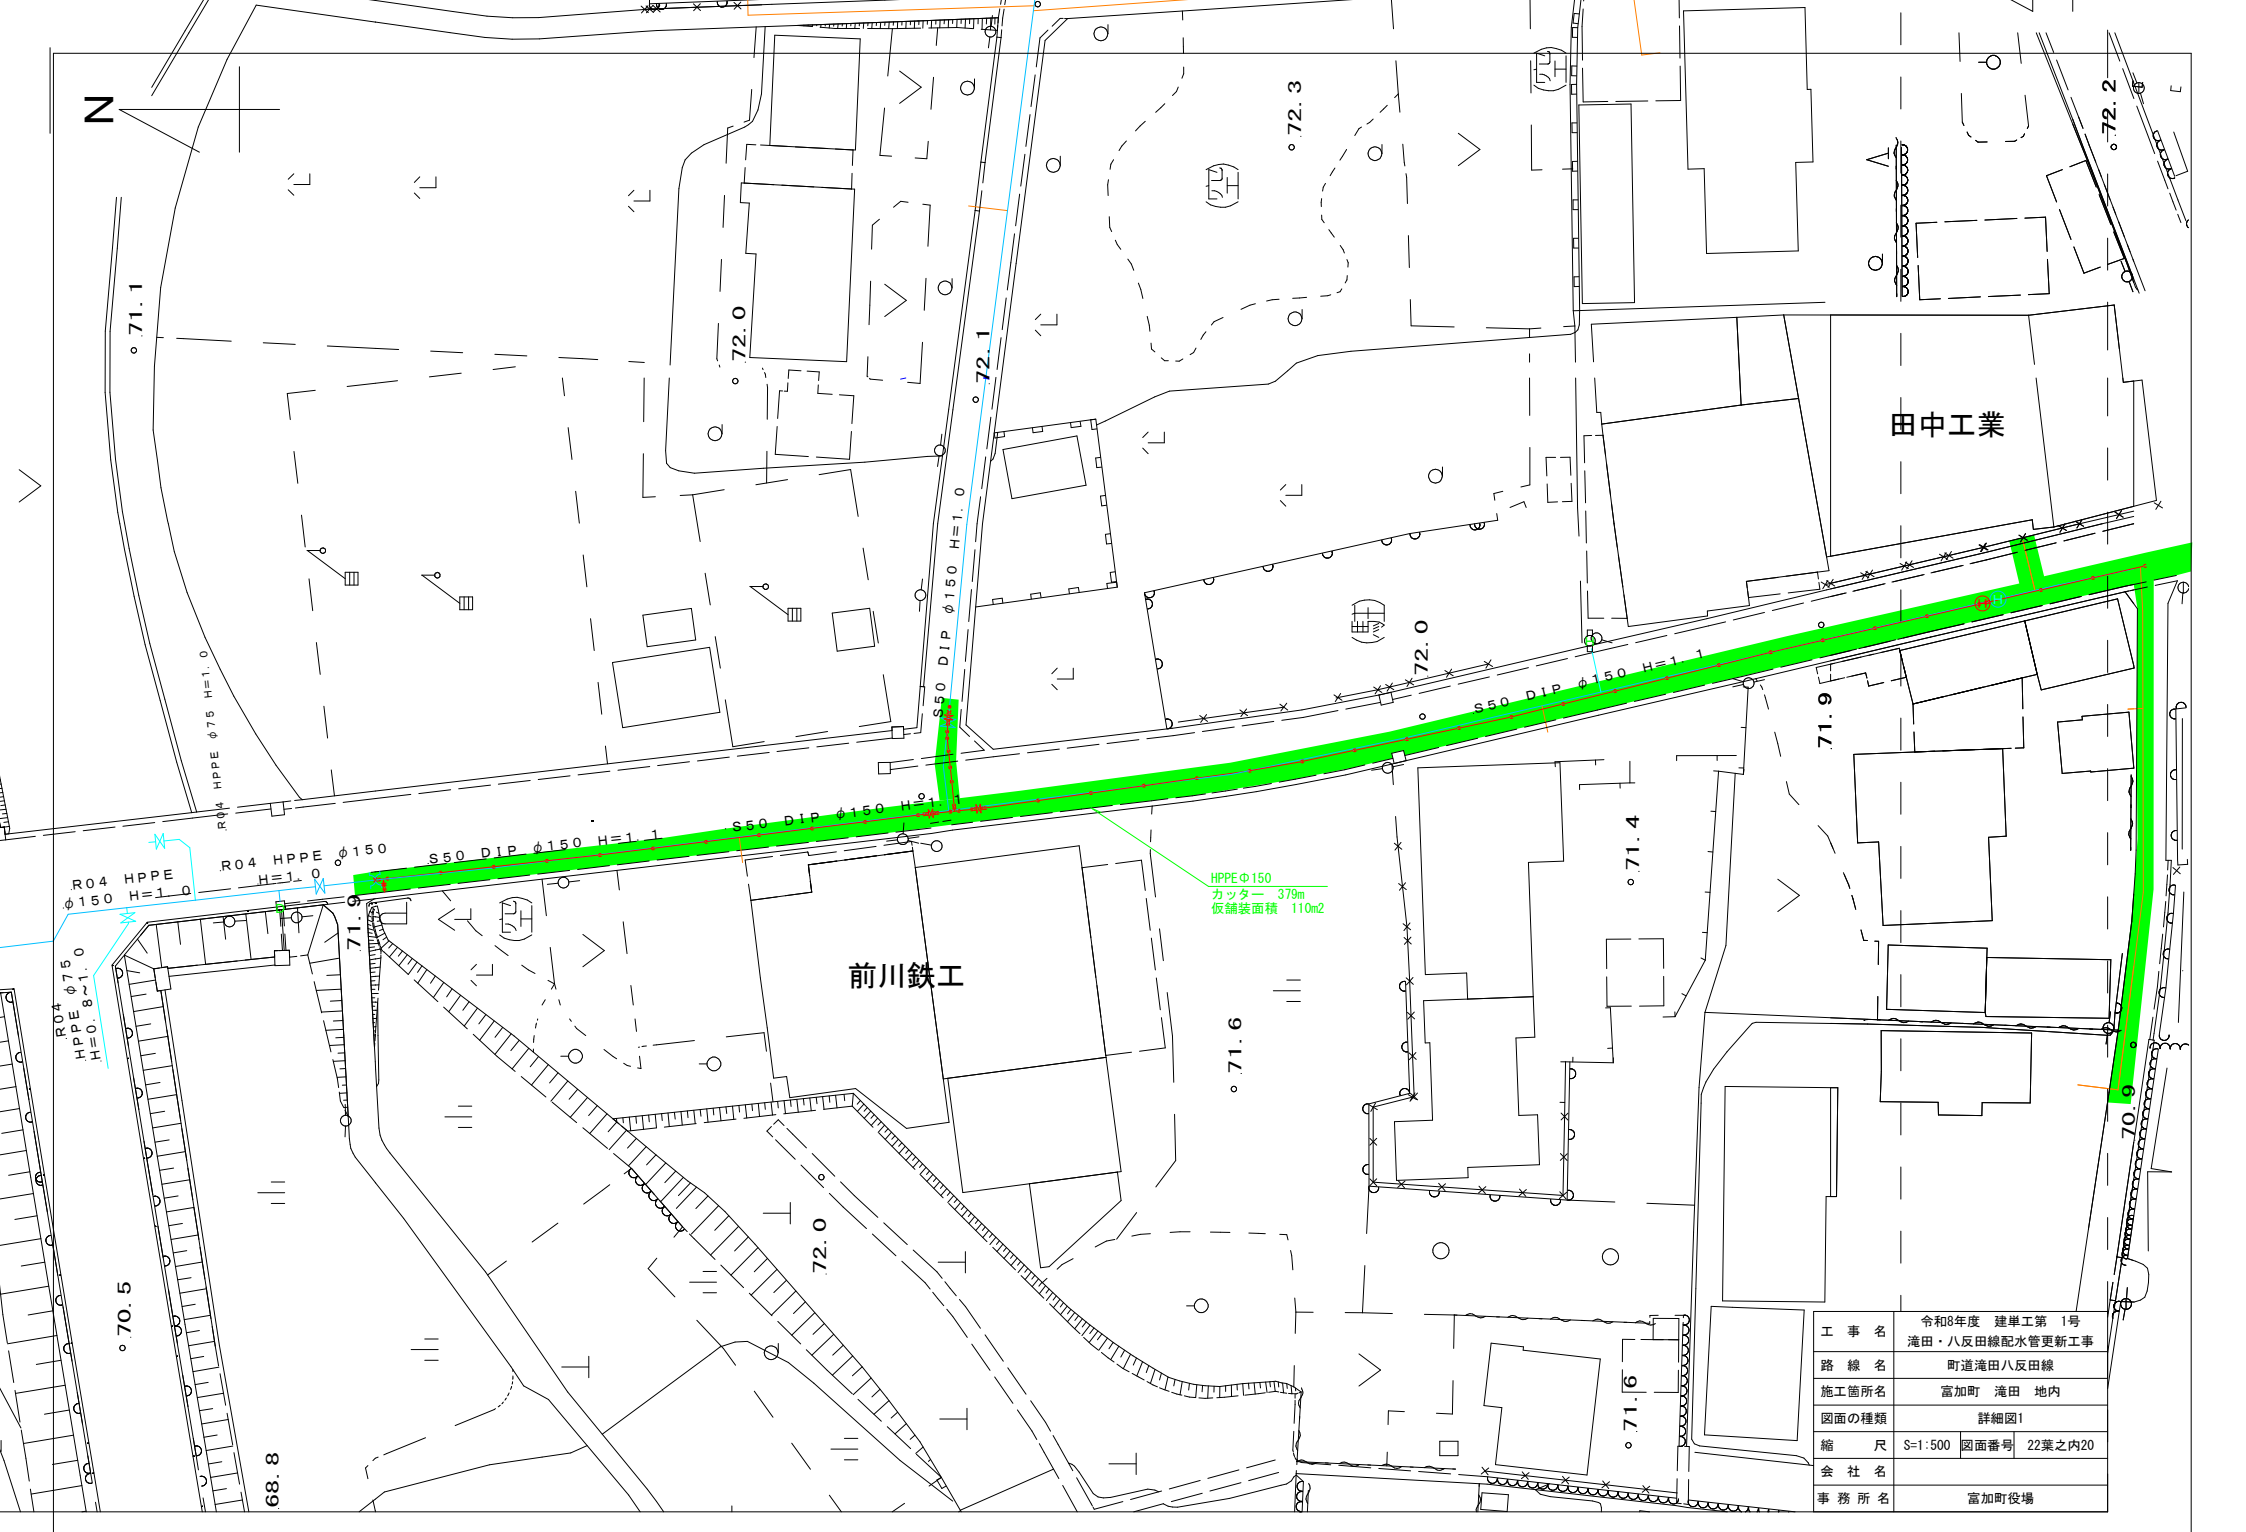 N
71.1
72.0
72.1
72.3
72.2
田中工業
S50 DIP φ150 H=1.0
R04 HPPE φ75 H=1.0
72.0
S50 DIP φ150 H=1.1
71.9
S50 DIP φ150 H=1.1
S50 DIP φ150 H=1.1
R04 HPPE φ150
H=1.0
R04 HPPE
φ150 H=1.0
71.9
R04
HPPE φ75
H=0.8~1.0
HPPEΦ150
カッター 379m
仮舗装面積 110m2
71.4
前川鉄工
71.6
70.9
72.0
70.5
68.8
71.6
工事名 令和8年度 建単工第 1号
滝田・八反田線配水管更新工事
路線名 町道滝田八反田線
施工箇所名 富加町 滝田 地内
図面の種類 詳細図1
縮尺 S=1:500 図面番号 22葉之内20
会社名
事務所名 富加町役場